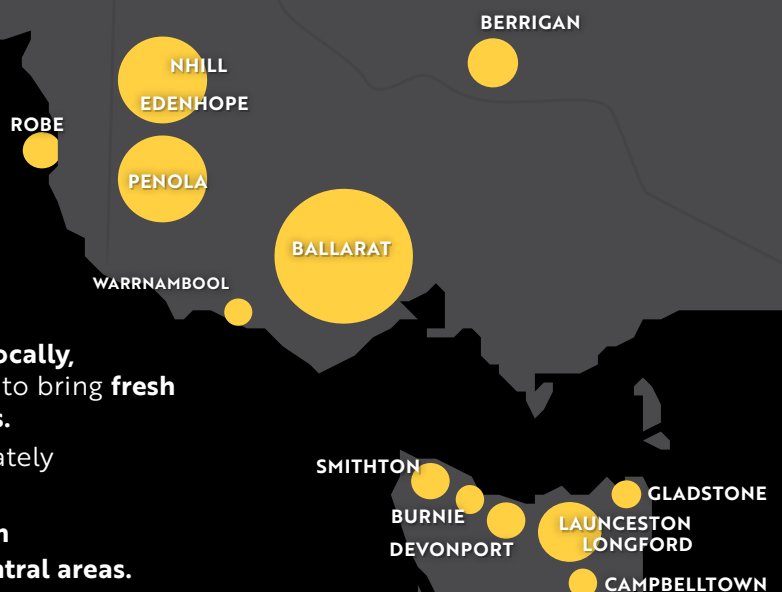 BERRIGAN
NHILL
EDENHOPE
ROBE
PENOLA
BALLARAT
WARRNAMBOOL
ocally,
to bring fresh
s.
ately
n
ntral areas.
SMITHTON
GLADSTONE
BURNIE
LAUNCESTON
LONGFORD
DEVONPORT
CAMPBELLTOWN